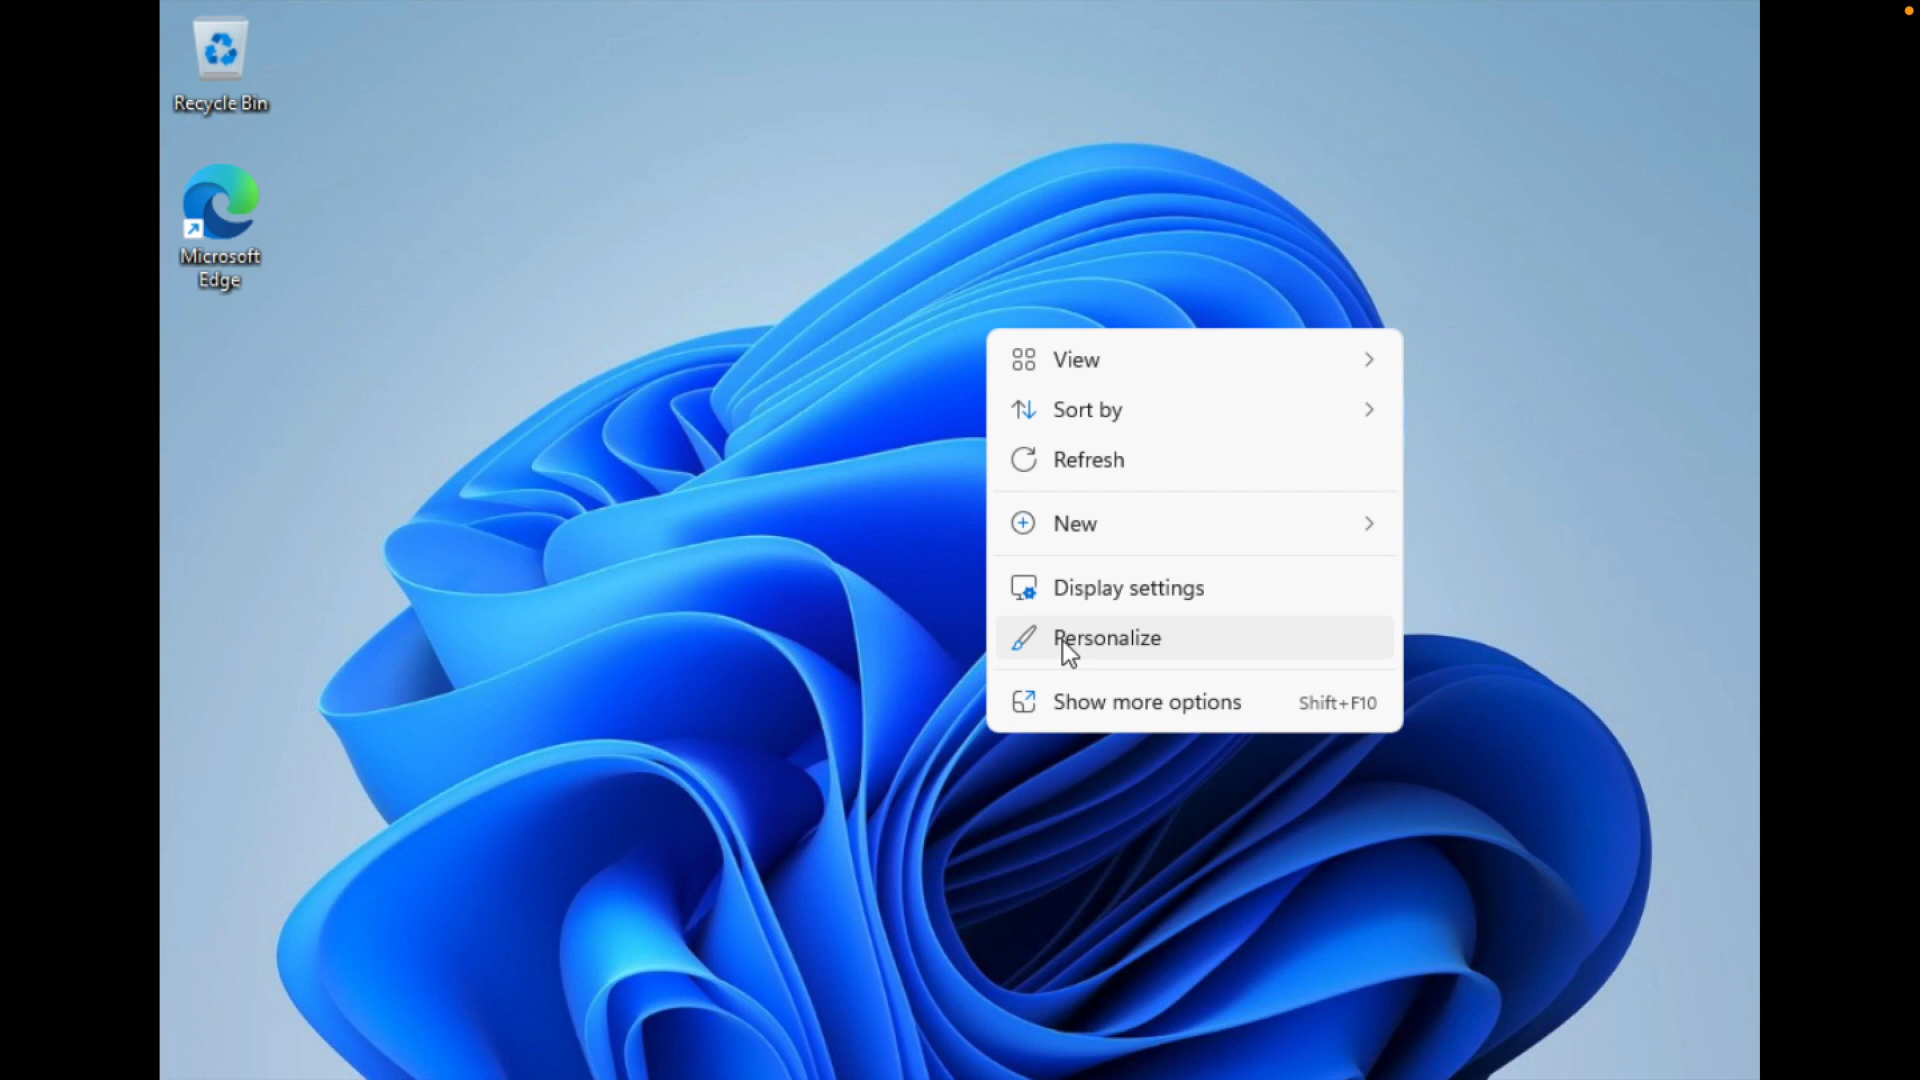 Recycle Bin
Microsoft
Edge
View
Sort by
Refresh
New
Display settings
Personalize
Show more options Shift+F10